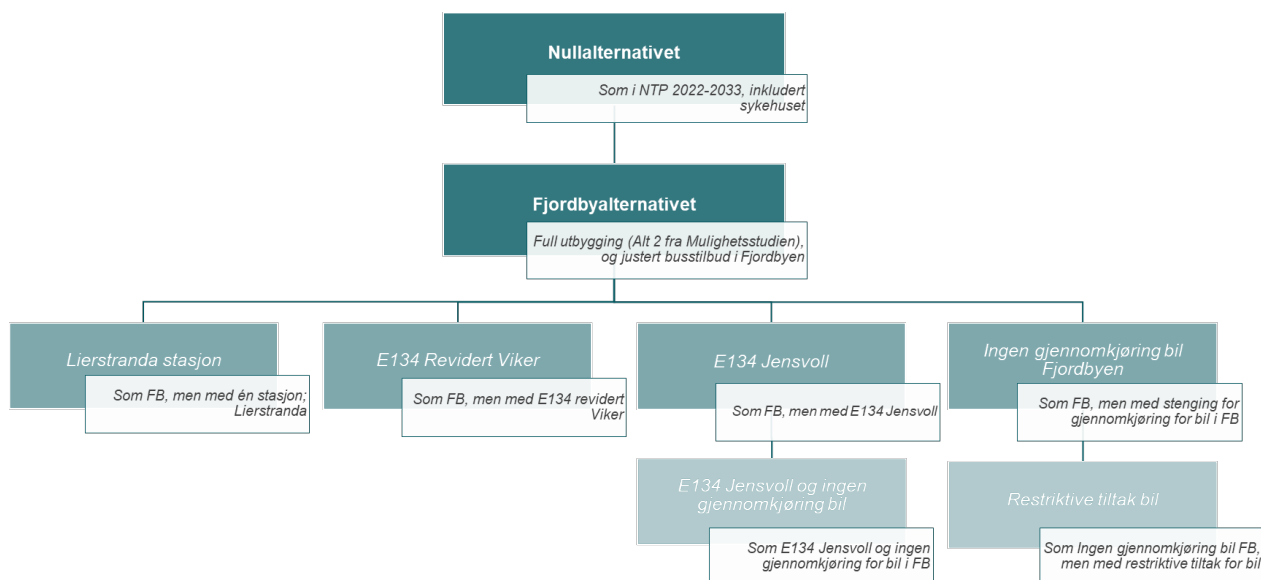 Nullalternativet
Som i NTP 2022-2033, inkludert
sykehuset
Fjordbyalternativet
Full utbygging (Alt 2 fra Mulighetsstudien),
og justert busstilbud i Fjordbyen
Lierstranda stasjon
Som FB, men med én stasjon;
Lierstranda
E134 Revidert Viker
Som FB, men med E134 revidert
Viker
E134 Jensvoll
Som FB, men med E134 Jensvoll
Ingen gjennomkjøring bil
Fjordbyen
Som FB, men med stenging for
gjennomkjøring for bil i FB
E134 Jensvoll og ingen
gjennomkjøring bil
Som E134 Jensvoll og ingen
gjennomkjøring for bil i FB
Restriktive tiltak bil
Som Ingen gjennomkjøring bil FB,
men med restriktive tiltak for bil